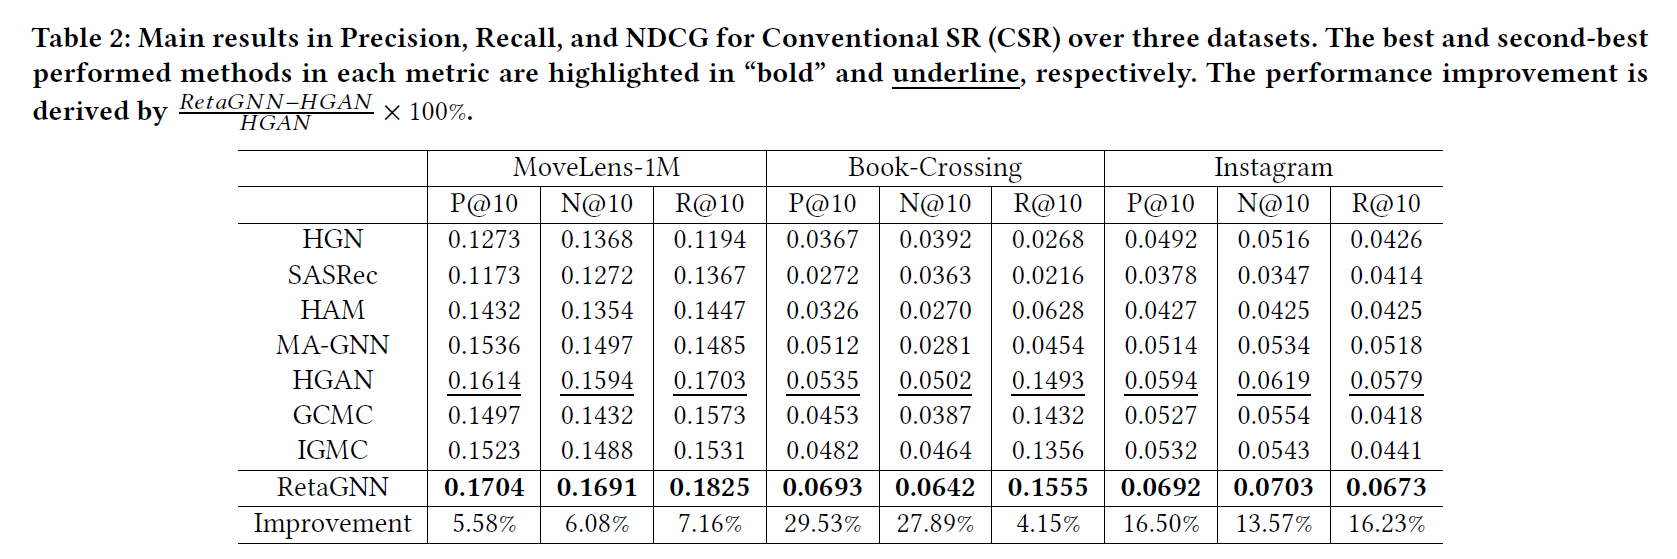 Table 2: Main results in Precision, Recall, and NDCG for Conventional SR (CSR) over three datasets. The best and second-best
performed methods in each metric are highlighted in “bold” and underline, respectively. The performance improvement is
derived by RetaGNN−HGAN / HGAN × 100%.
MoveLens-1M Book-Crossing Instagram
P@10 N@10 R@10 P@10 N@10 R@10 P@10 N@10 R@10
HGN 0.1273 0.1368 0.1194 0.0367 0.0392 0.0268 0.0492 0.0516 0.0426
SASRec 0.1173 0.1272 0.1367 0.0272 0.0363 0.0216 0.0378 0.0347 0.0414
HAM 0.1432 0.1354 0.1447 0.0326 0.0270 0.0628 0.0427 0.0425 0.0425
MA-GNN 0.1536 0.1497 0.1485 0.0512 0.0281 0.0454 0.0514 0.0534 0.0518
HGAN 0.1614 0.1594 0.1703 0.0535 0.0502 0.1493 0.0594 0.0619 0.0579
GCMC 0.1497 0.1432 0.1573 0.0453 0.0387 0.1432 0.0527 0.0554 0.0418
IGMC 0.1523 0.1488 0.1531 0.0482 0.0464 0.1356 0.0532 0.0543 0.0441
RetaGNN 0.1704 0.1691 0.1825 0.0693 0.0642 0.1555 0.0692 0.0703 0.0673
Improvement 5.58% 6.08% 7.16% 29.53% 27.89% 4.15% 16.50% 13.57% 16.23%